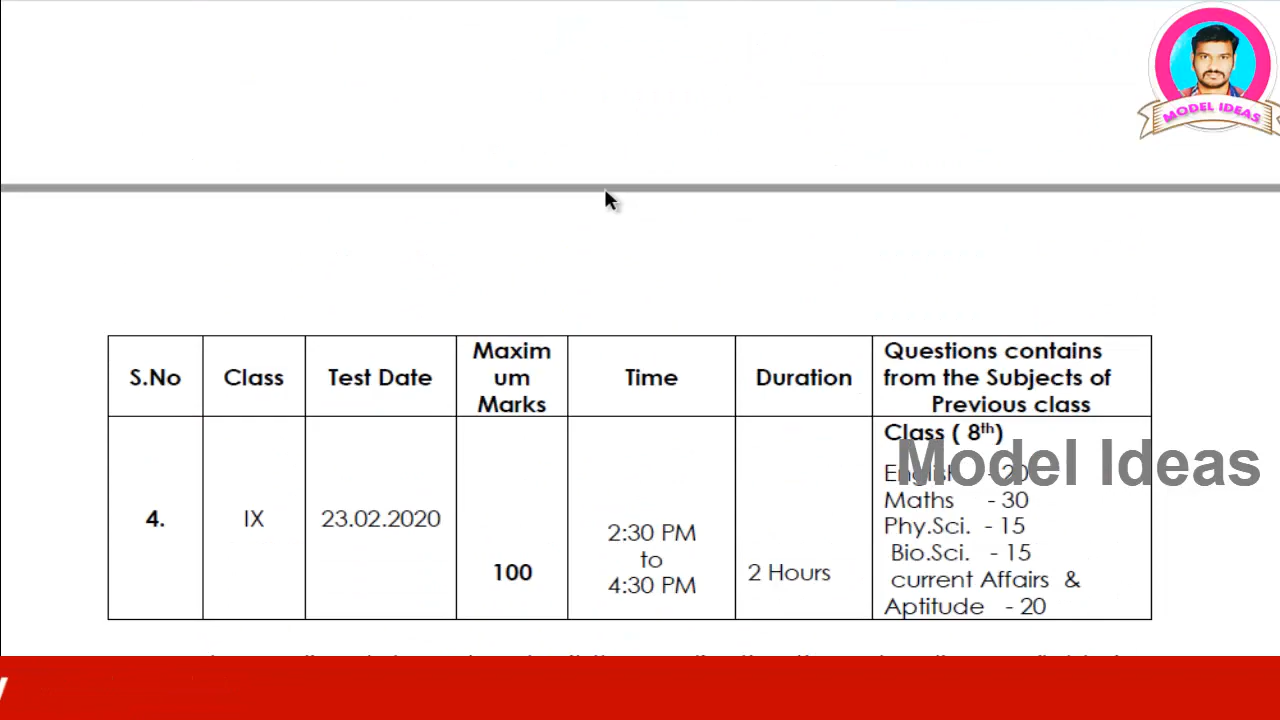 MODEL IDEAS
S.No Class Test Date Maxim um Marks Time Duration Questions contains from the Subjects of Previous class
4. IX 23.02.2020 100 2:30 PM to 4:30 PM 2 Hours Class ( 8th)
English - 20
Maths - 30
Phy.Sci. - 15
Bio.Sci. - 15
current Affairs &
Aptitude - 20
Model Ideas